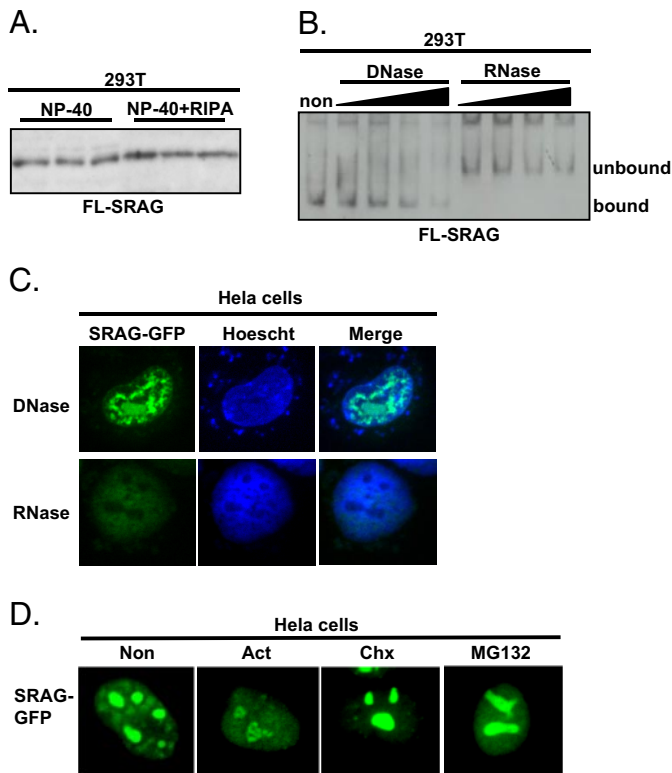 A.
293T
NP-40 NP-40+RIPA
FL-SRAG
B.
293T
DNase RNase
non
unbound
bound
FL-SRAG
C.
Hela cells
SRAG-GFP Hoescht Merge
DNase
RNase
D.
Hela cells
Non Act Chx MG132
SRAG-
GFP